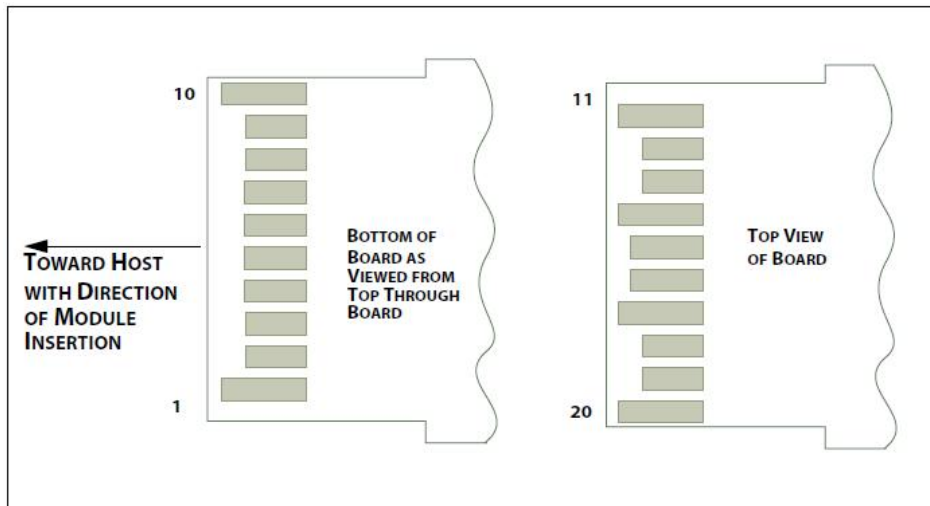 10
1
TOWARD HOST
WITH DIRECTION
OF MODULE
INSERTION
BOTTOM OF
BOARD AS
VIEWED FROM
TOP THROUGH
BOARD
11
20
TOP VIEW
OF BOARD